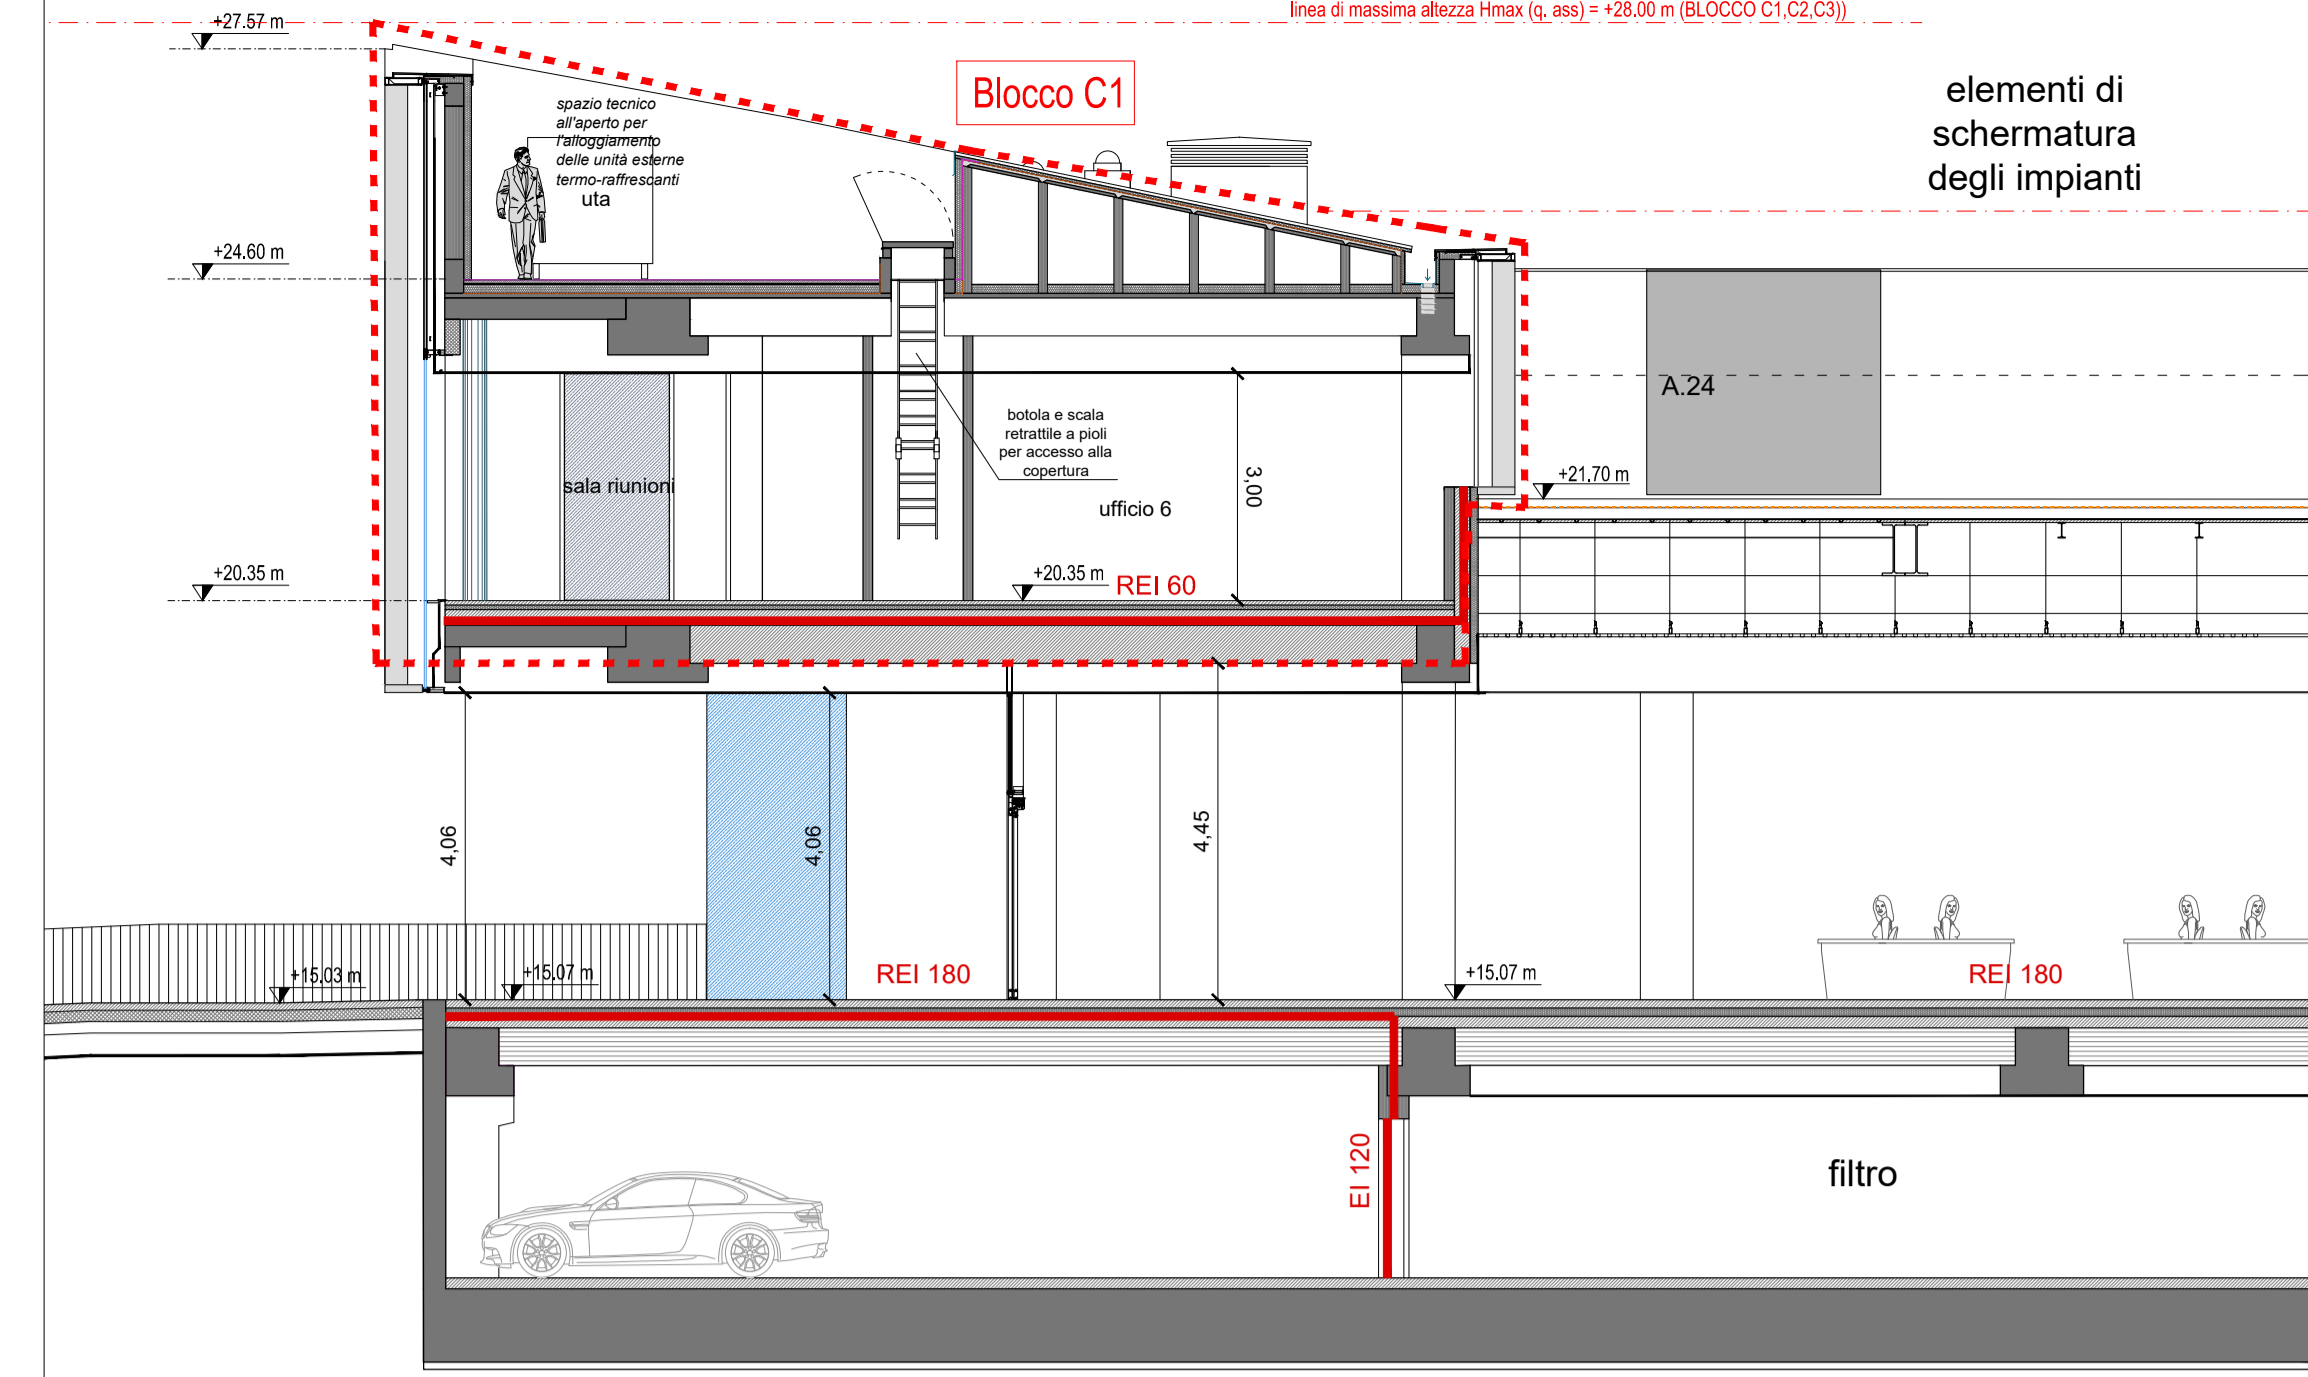 linea di massima altezza Hmax (q. ass) = +28.00 m (BLOCCO C1,C2,C3))
+27.57 m
Blocco C1
elementi di
schermatura
degli impianti
spazio tecnico
all'aperto per
l'alloggiamento
delle unità esterne
termo-raffrescanti
uta
+24.60 m
A.24
botola e scala
retrattile a pioli
per accesso alla
copertura
3,00
+21.70 m
sala riunioni
ufficio 6
+20.35 m
+20.35 m
REI 60
4,06
4,06
4,45
+15.03 m
+15.07 m
REI 180
+15.07 m
REI 180
EI 120
filtro